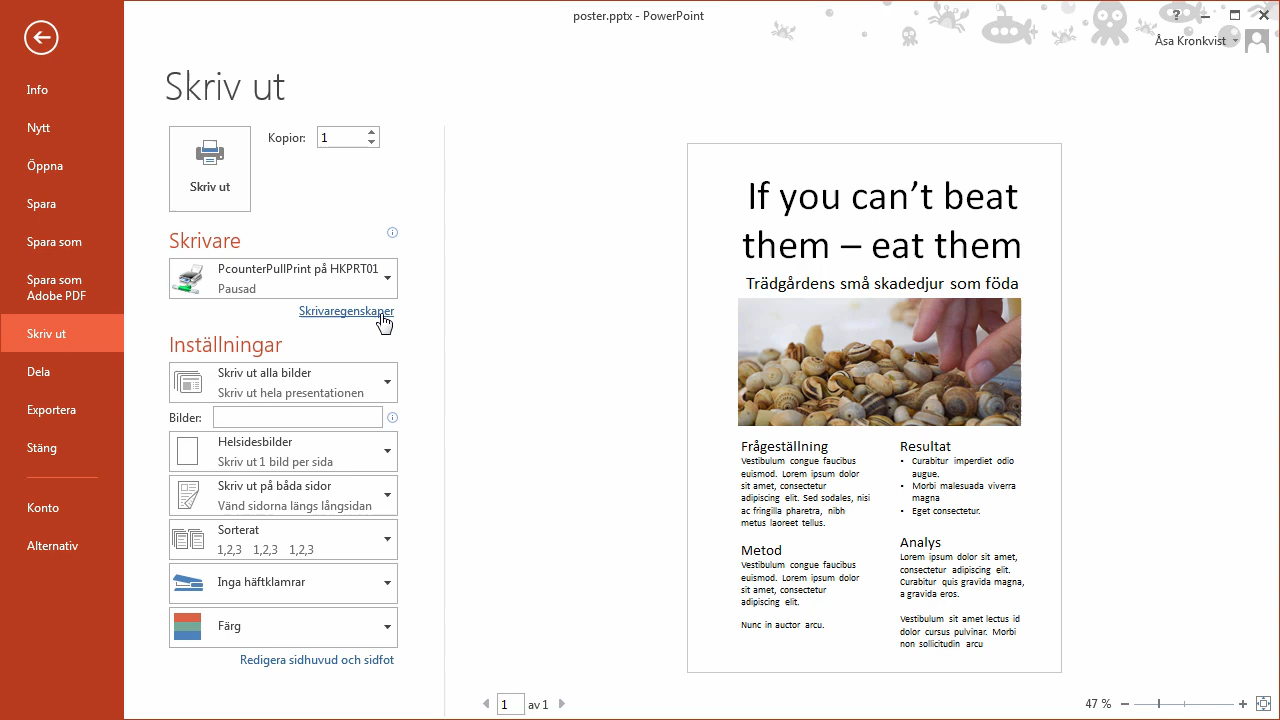 poster.pptx - PowerPoint
?
Åsa Kronkvist
Info
Nytt
Öppna
Spara
Spara som
Spara som
Adobe PDF
Skriv ut
Dela
Exportera
Stäng
Konto
Alternativ
Skriv ut
Skriv ut
Kopior: 1
Skrivare
PcounterPullPrint på HKPRT01
Pausad
Skrivaregenskaper
Inställningar
Skriv ut alla bilder
Skriv ut hela presentationen
Bilder:
Helsidesbilder
Skriv ut 1 bild per sida
Skriv ut på båda sidor
Vänd sidorna längs långsidan
Sorterat
1,2,3 1,2,3 1,2,3
Inga häftklamrar
Färg
Redigera sidhuvud och sidfot
If you can’t beat
them – eat them
Trädgårdens små skadedjur som föda
Frågeställning
Vestibulum congue faucibus
euismod. Lorem ipsum dolor
sit amet, consectetur
adipiscing elit. Sed sodales, nisi
ac fringilla pharetra, nibh
metus laoreet tellus.
Metod
Vestibulum congue faucibus
euismod. Lorem ipsum dolor
sit amet, consectetur
adipiscing elit.
Nunc in auctor arcu.
Resultat
• Curabitur imperdiet odio
augue.
• Morbi malesuada viverra
magna
• Eget consectetur.
Analys
Lorem ipsum dolor sit amet,
consectetur adipiscing elit.
Curabitur quis gravida magna,
a gravida eros.
Vestibulum sit amet lectus id
dolor cursus pulvinar. Morbi
non sollicitudin arcu
1 av 1
47 %